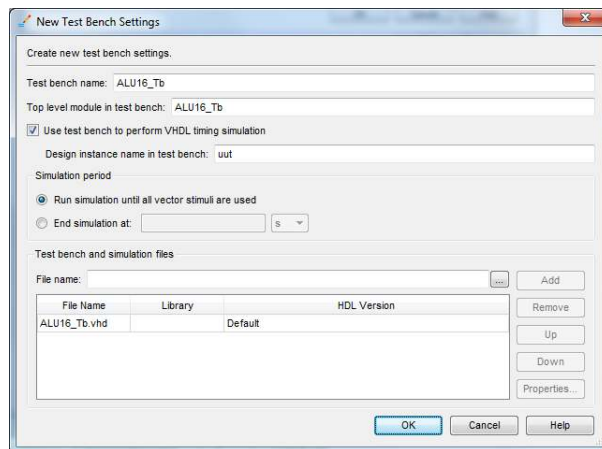 New Test Bench Settings
Create new test bench settings.
Test bench name: ALU16_Tb
Top level module in test bench: ALU16_Tb
Use test bench to perform VHDL timing simulation
Design instance name in test bench: uut
Simulation period
Run simulation until all vector stimuli are used
End simulation at: s
Test bench and simulation files
File name: ... Add
File Name Library HDL Version Remove
ALU16_Tb.vhd Default
Up
Down
Properties...
OK Cancel Help